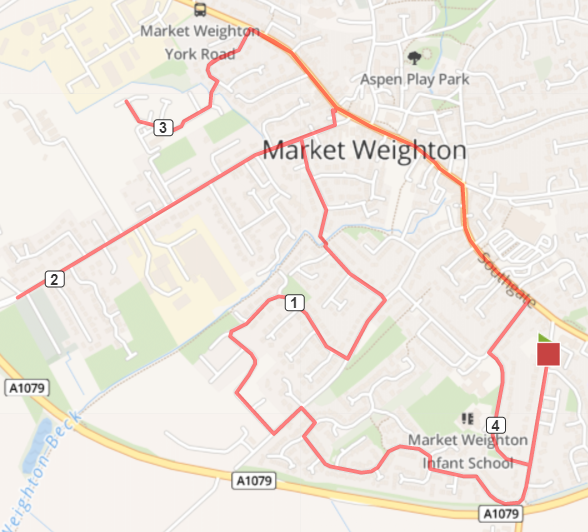 Market Weighton
York Road
Aspen Play Park
3
Market Weighton
2
Southgate
1
A1079
4
Market Weighton
Infant School
Weighton Beck
A1079
A1079